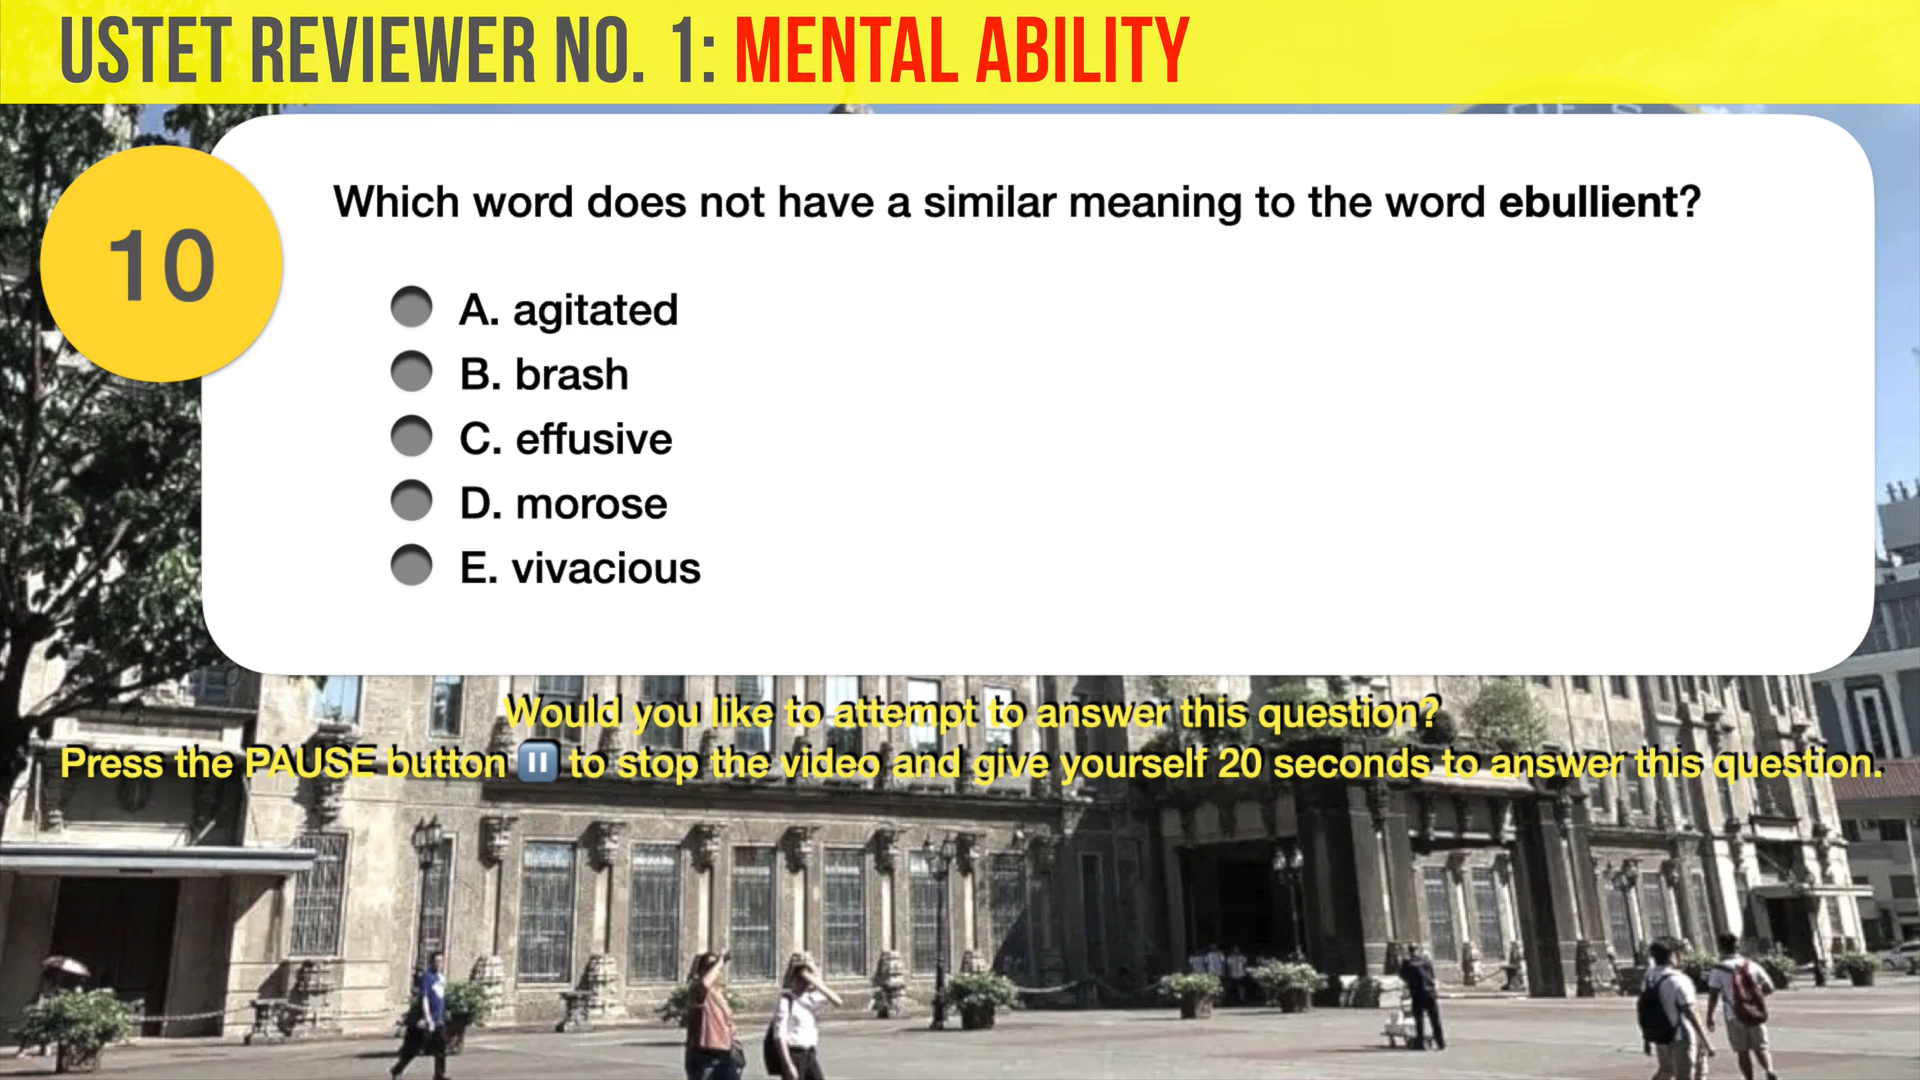 USTET REVIEWER NO. 1: MENTAL ABILITY
10
Which word does not have a similar meaning to the word ebullient?
A. agitated
B. brash
C. effusive
D. morose
E. vivacious
Would you like to attempt to answer this question?
Press the PAUSE button ⏸ to stop the video and give yourself 20 seconds to answer this question.